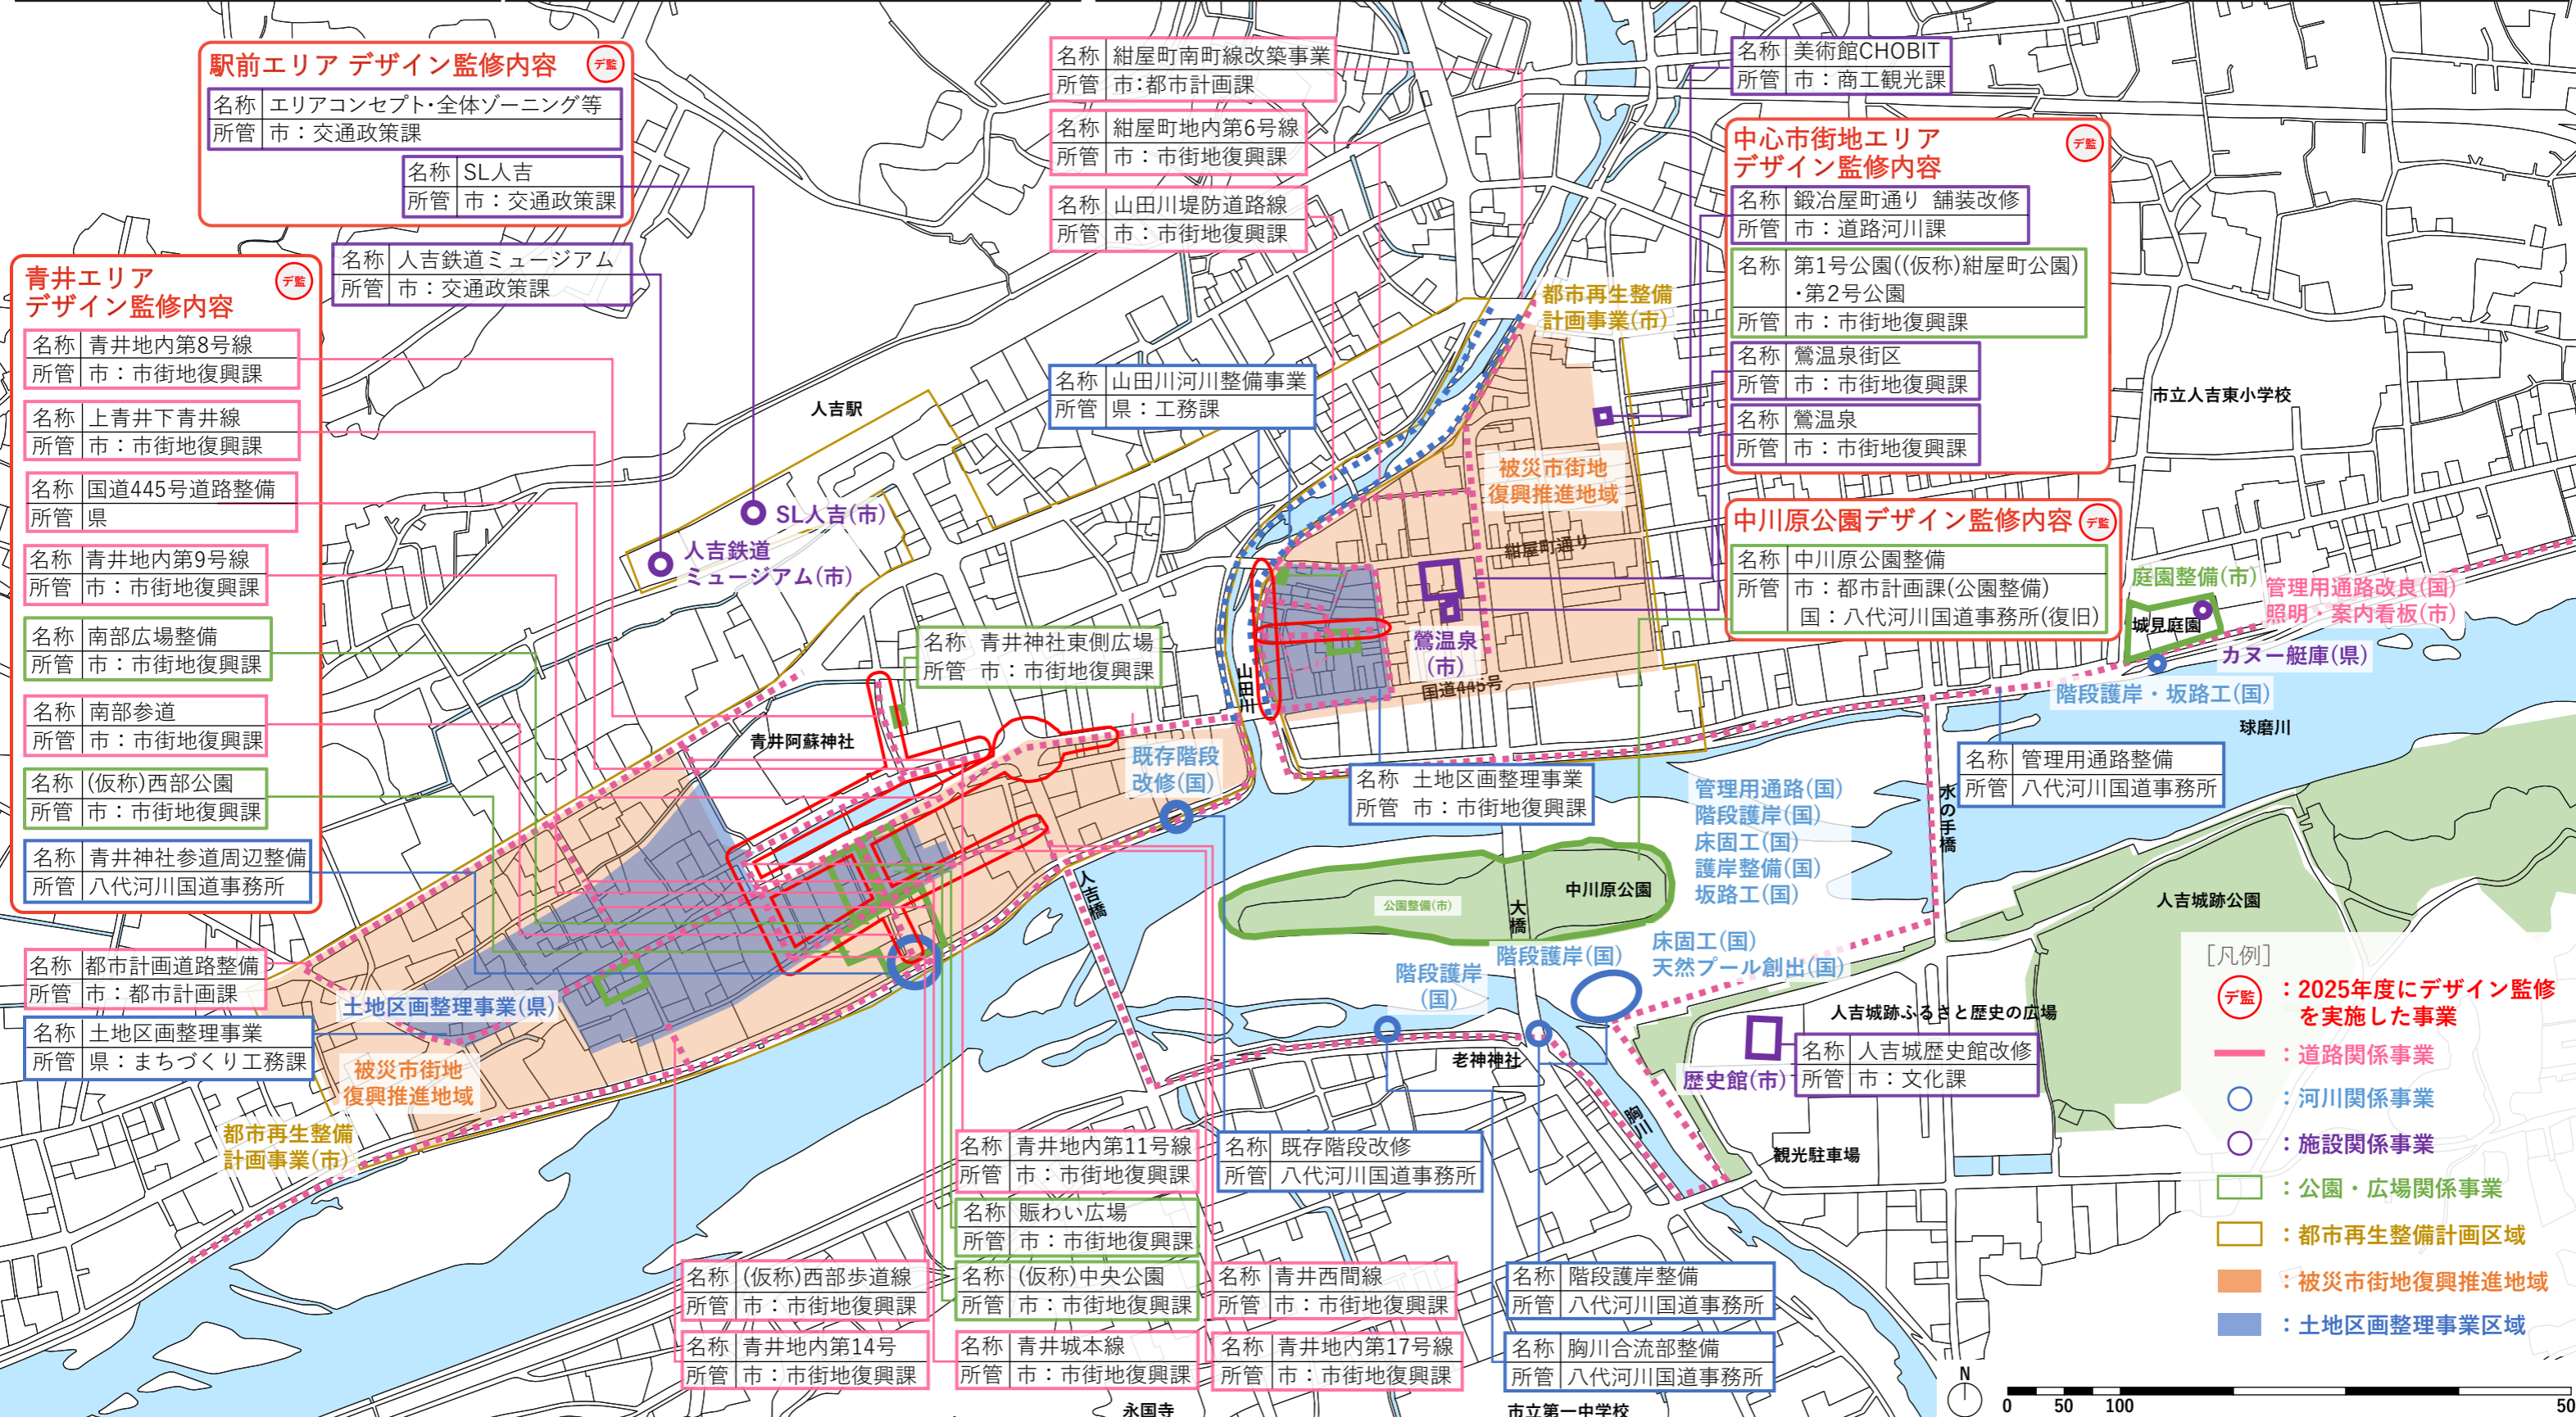 駅前エリア デザイン監修内容 デ監
名称 エリアコンセプト・全体ゾーニング等
所管 市：交通政策課
名称 SL人吉
所管 市：交通政策課
名称 人吉鉄道ミュージアム
所管 市：交通政策課
青井エリア
デザイン監修内容
デ監
名称 青井地内第8号線
所管 市：市街地復興課
名称 上青井下青井線
所管 市：市街地復興課
名称 国道445号道路整備
所管 県
名称 青井地内第9号線
所管 市：市街地復興課
名称 南部広場整備
所管 市：市街地復興課
名称 南部参道
所管 市：市街地復興課
名称 (仮称)西部公園
所管 市：市街地復興課
名称 青井神社参道周辺整備
所管 八代河川国道事務所
名称 都市計画道路整備
所管 市：都市計画課
名称 土地区画整理事業
所管 県：まちづくり工務課
名称 紺屋町南町線改築事業
所管 市:都市計画課
名称 紺屋町地内第6号線
所管 市：市街地復興課
名称 山田川堤防道路線
所管 市：市街地復興課
名称 山田川河川整備事業
所管 県：工務課
名称 美術館CHOBIT
所管 市：商工観光課
中心市街地エリア
デザイン監修内容
デ監
名称 鍛冶屋町通り 舗装改修
所管 市：道路河川課
名称 第1号公園((仮称)紺屋町公園)
・第2号公園
所管 市：市街地復興課
名称 鶯温泉街区
所管 市：市街地復興課
名称 鶯温泉
所管 市：市街地復興課
中川原公園デザイン監修内容 デ監
名称 中川原公園整備
所管 市：都市計画課(公園整備)
国：八代河川国道事務所(復旧)
都市再生整備
計画事業(市)
被災市街地
復興推進地域
紺屋町通り
鶯温泉
(市)
国道445号
山田川
人吉駅
SL人吉(市)
人吉鉄道
ミュージアム(市)
市立人吉東小学校
庭園整備(市)
城見庭園
管理用通路改良(国)
照明・案内看板(市)
カヌー艇庫(県)
階段護岸・坂路工(国)
球磨川
名称 青井神社東側広場
所管 市：市街地復興課
青井阿蘇神社
既存階段
改修(国)
名称 土地区画整理事業
所管 市：市街地復興課
管理用通路(国)
階段護岸(国)
床固工(国)
護岸整備(国)
坂路工(国)
名称 管理用通路整備
所管 八代河川国道事務所
水の手橋
人吉橋
大橋
公園整備(市)
中川原公園
人吉城跡公園
階段護岸(国)
階段護岸
(国)
床固工(国)
天然プール創出(国)
土地区画整理事業(県)
被災市街地
復興推進地域
都市再生整備
計画事業(市)
老神神社
胸川
人吉城跡ふるさと歴史の広場
歴史館(市)
名称 人吉城歴史館改修
所管 市：文化課
観光駐車場
名称 青井地内第11号線
所管 市：市街地復興課
名称 賑わい広場
所管 市：市街地復興課
名称 (仮称)中央公園
所管 市：市街地復興課
名称 青井城本線
所管 市：市街地復興課
名称 (仮称)西部歩道線
所管 市：市街地復興課
名称 青井地内第14号
所管 市：市街地復興課
名称 既存階段改修
所管 八代河川国道事務所
名称 青井西間線
所管 市：市街地復興課
名称 青井地内第17号線
所管 市：市街地復興課
名称 階段護岸整備
所管 八代河川国道事務所
名称 胸川合流部整備
所管 八代河川国道事務所
永国寺
市立第一中学校
［凡例］
デ監 ：2025年度にデザイン監修
を実施した事業
：道路関係事業
：河川関係事業
：施設関係事業
：公園・広場関係事業
：都市再生整備計画区域
：被災市街地復興推進地域
：土地区画整理事業区域
N
0 50 100 50